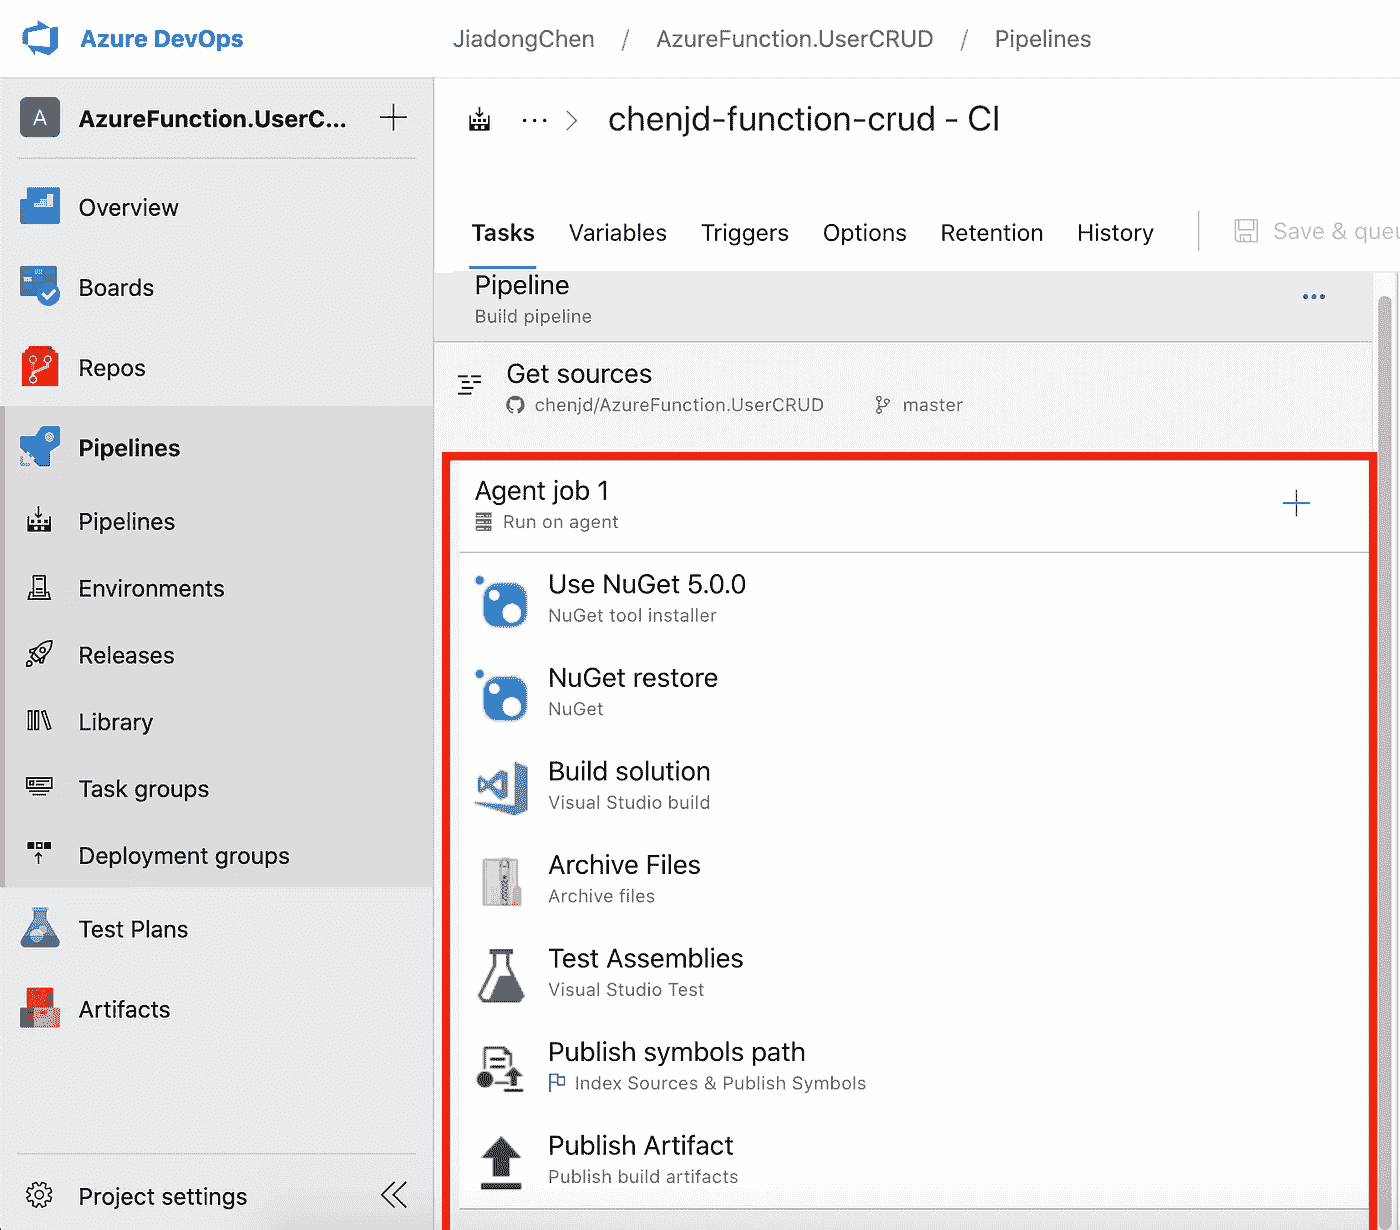 Azure DevOps
JiadongChen / AzureFunction.UserCRUD / Pipelines
A AzureFunction.UserC...
Overview
Boards
Repos
Pipelines
Pipelines
Environments
Releases
Library
Task groups
Deployment groups
Test Plans
Artifacts
Project settings
... > chenjd-function-crud - CI
Tasks Variables Triggers Options Retention History Save & queu
Pipeline
Build pipeline
Get sources
chenjd/AzureFunction.UserCRUD master
Agent job 1
Run on agent
Use NuGet 5.0.0
NuGet tool installer
NuGet restore
NuGet
Build solution
Visual Studio build
Archive Files
Archive files
Test Assemblies
Visual Studio Test
Publish symbols path
Index Sources & Publish Symbols
Publish Artifact
Publish build artifacts